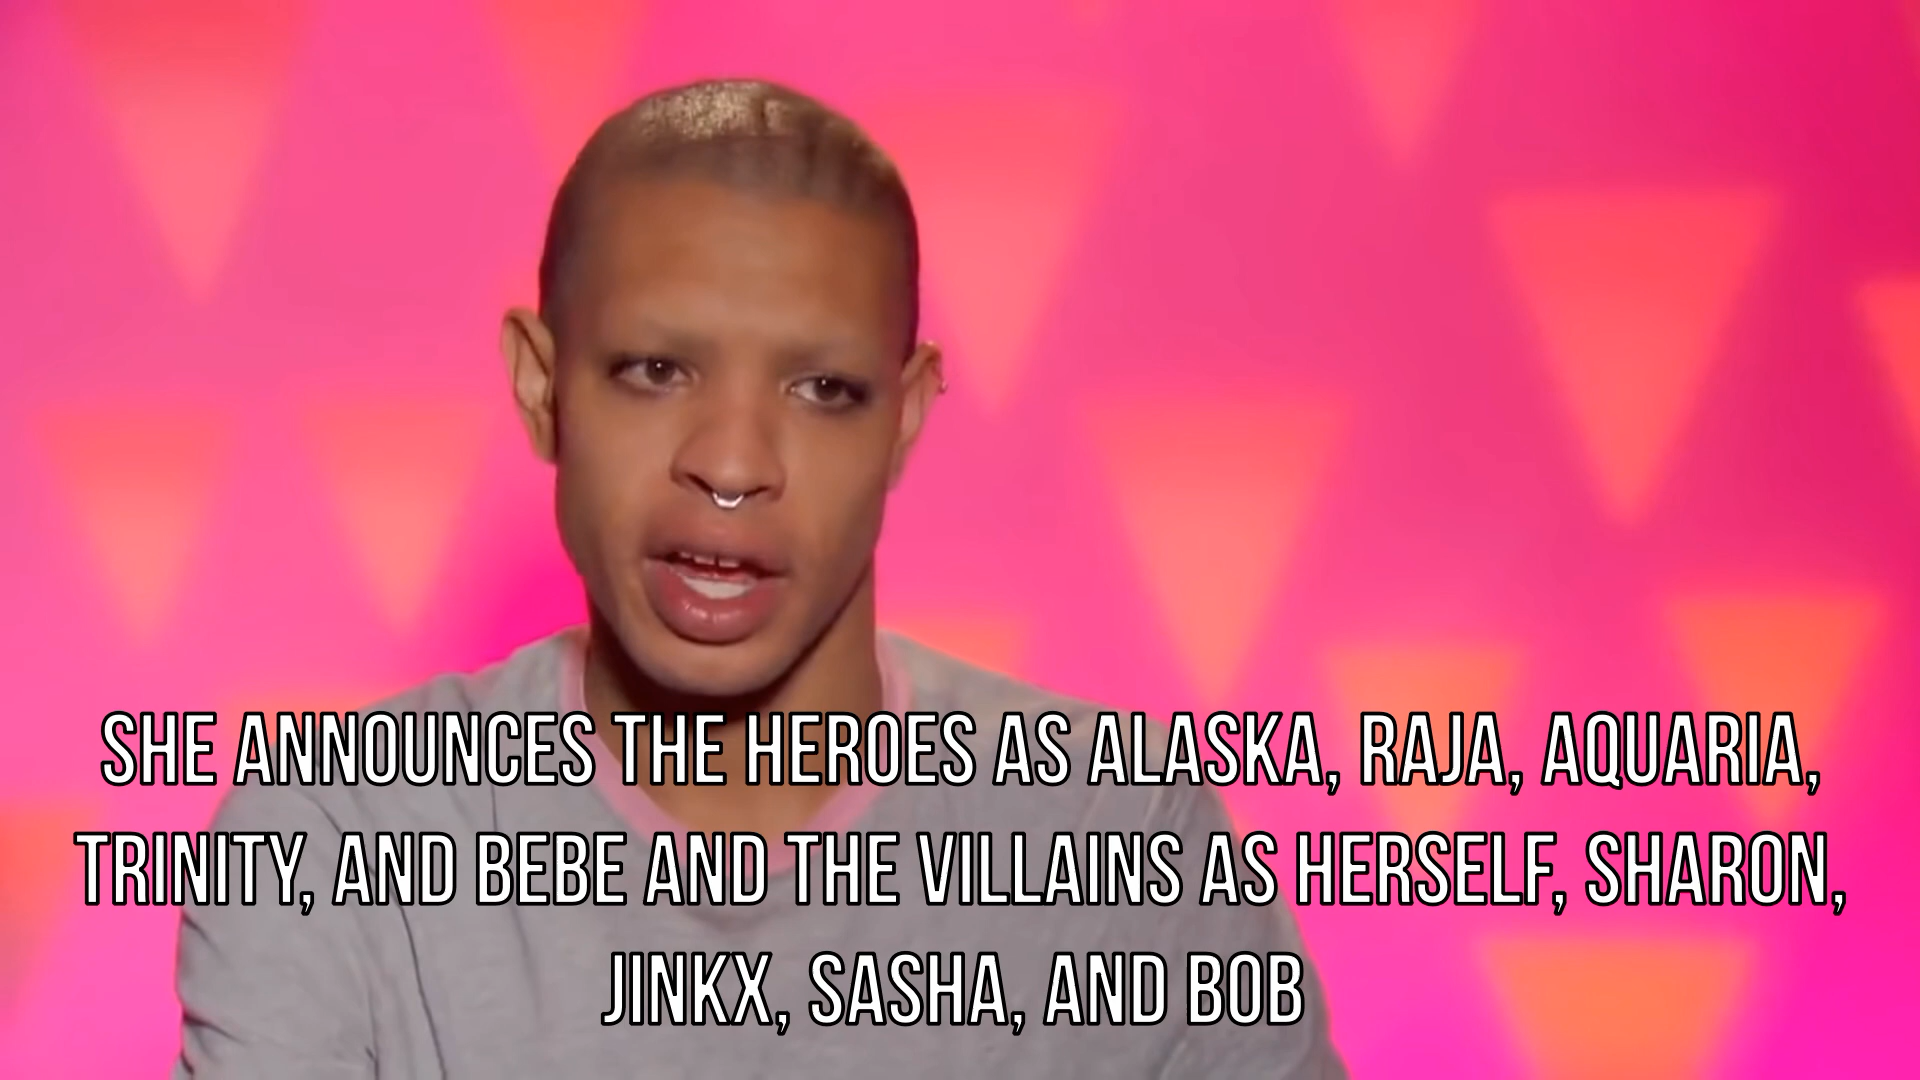 SHE ANNOUNCES THE HEROES AS ALASKA, RAJA, AQUARIA,
TRINITY, AND BEBE AND THE VILLAINS AS HERSELF, SHARON,
JINKX, SASHA, AND BOB